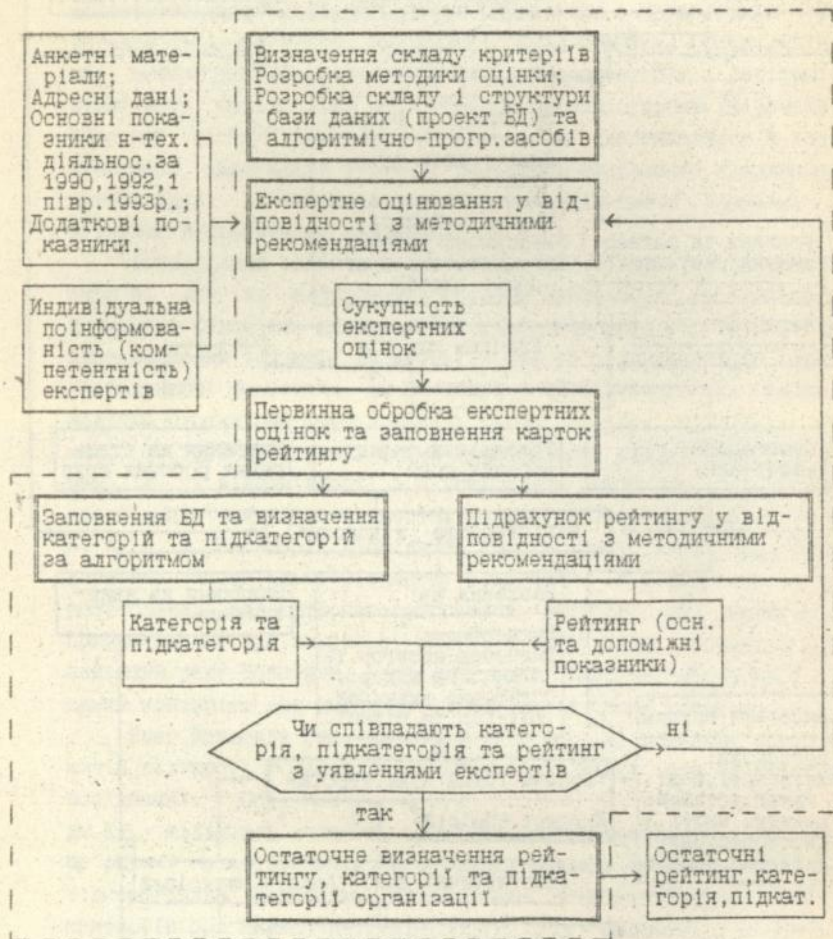 Анкетні мате-
ріали;
Адресні дані;
Основні пока-
зники н-тех.
діяльнос.за
1990,1992,1
півр.1993р.;
Додаткові по-
казники.
Индивідуальна
поінформова-
ність (ком-
петентність)
експертів
Визначення складу критеріїв
Розробка методики оцінки;
Розробка складу і структури
бази даних (проект БД) та
алгоритмічно-прогр.засобів
Експертне оцінювання у від-
повідності з методичними
рекомендаціями
Сукупність
експертних
оцінок
Первинна обробка експертних
оцінок та заповнення карток
рейтингу
Заповнення БД та визначення
категорій та підкатегорій
за алгоритмом
Підрахунок рейтингу у від-
повідності з методичними
рекомендаціями
Категорія та
підкатегорія
Рейтинг (осн.
та допоміжні
показники)
Чи співпадають катего-
рія, підкатегорія та рейтинг
з уявленнями експертів
ні
так
Остаточне визначення рей-
тингу, категорії та підка-
тегорії організації
Остаточні
рейтинг,кате-
горія,підкат.